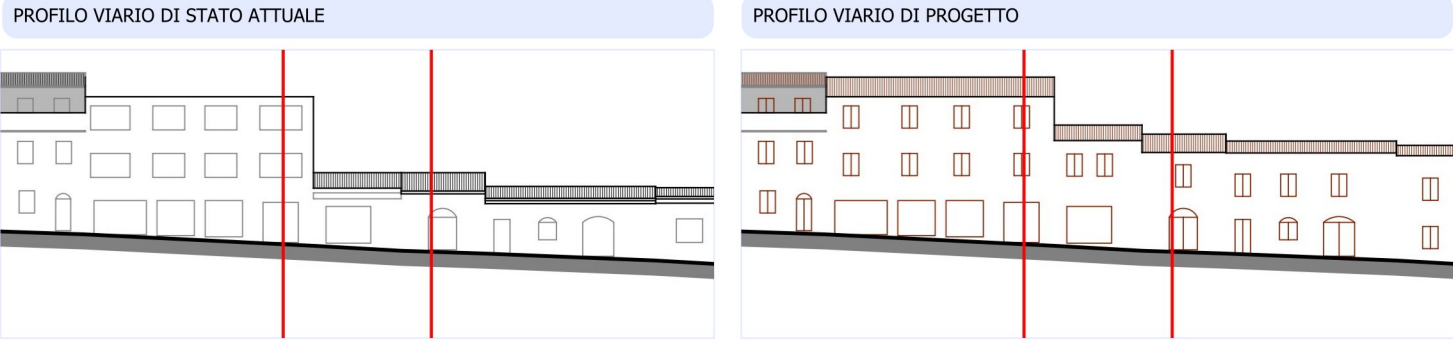 PROFILO VIARIO DI STATO ATTUALE
PROFILO VIARIO DI PROGETTO